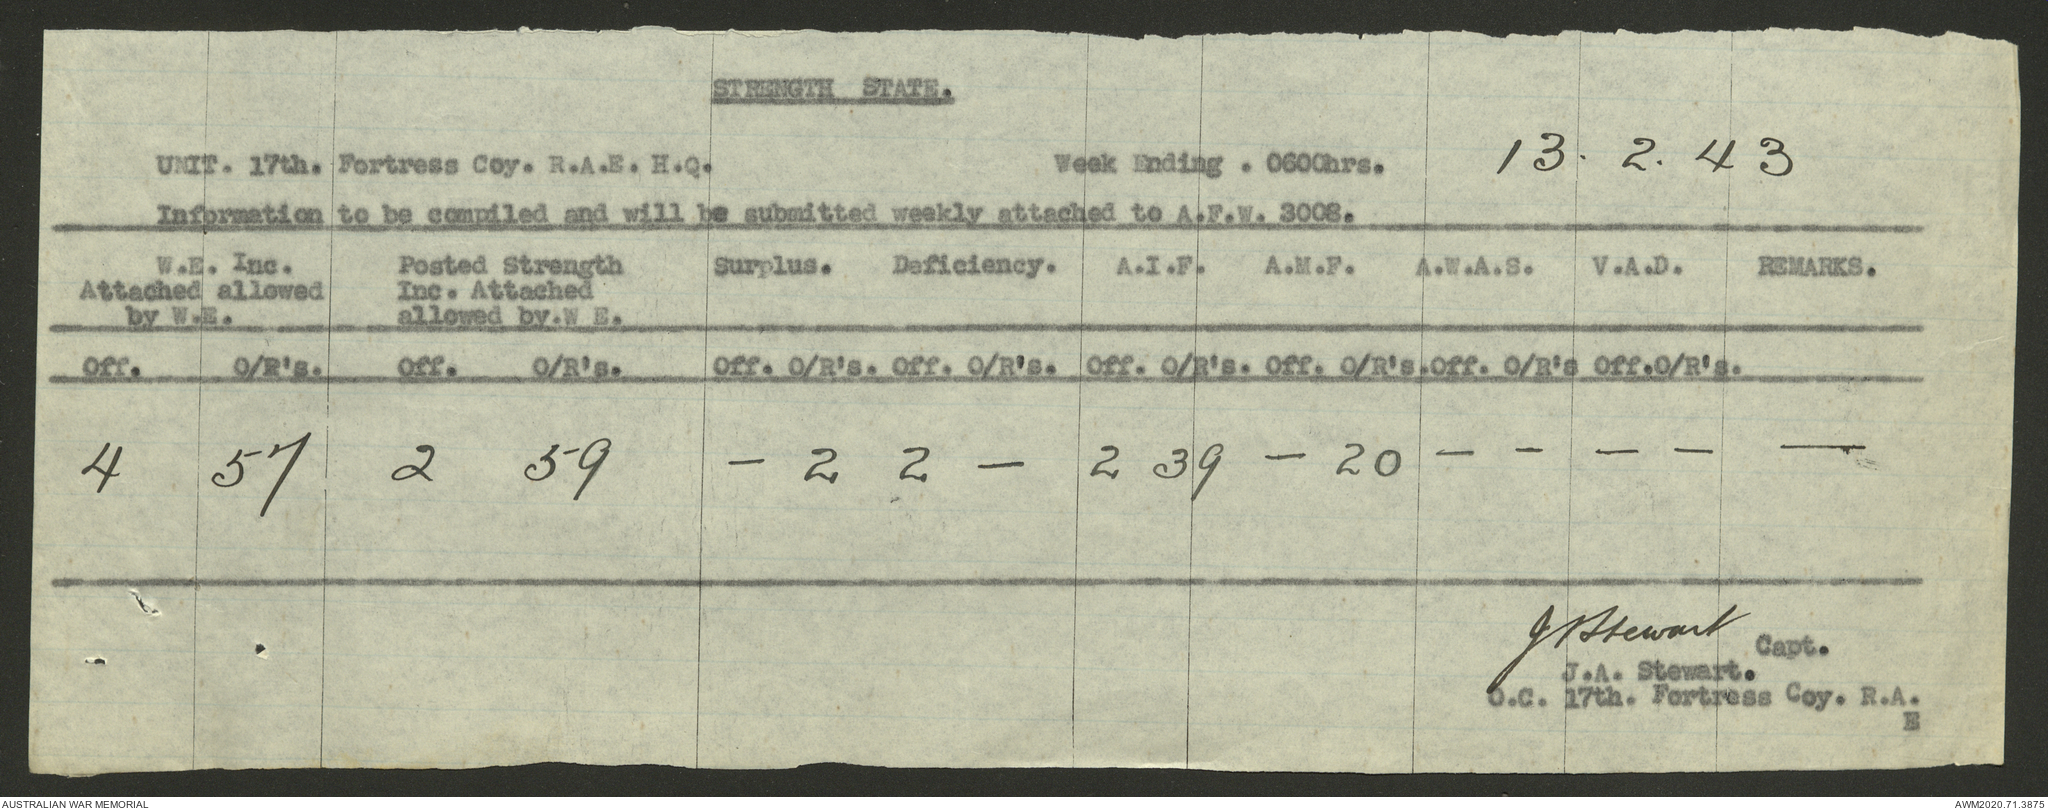 STRENGTH STATE.
UNIT. 17th. Fortress Coy. R.A.E. H.Q. Week Ending . 0600hrs. 13. 2. 43
Information to be compiled and will be submitted weekly attached to A.F.W. 3008.
W.E. Inc. Posted Strength Surplus. Deficiency. A.I.F. A.M.F. A.W.A.S. V.A.D. REMARKS.
Attached allowed Inc. Attached
by W.E. allowed by.W E.
Off. O/R's. Off. O/R's. Off. O/R's. Off. O/R's. Off. O/R's. Off. O/R's. Off. O/R's Off. O/R's.
4 57 2 59 — 2 2 — 2 39 — 20 — — — — —
J A Stewart Capt.
J.A. Stewart.
O.C. 17th. Fortress Coy. R.A.
E
AUSTRALIAN WAR MEMORIAL AWM2020.71.3875